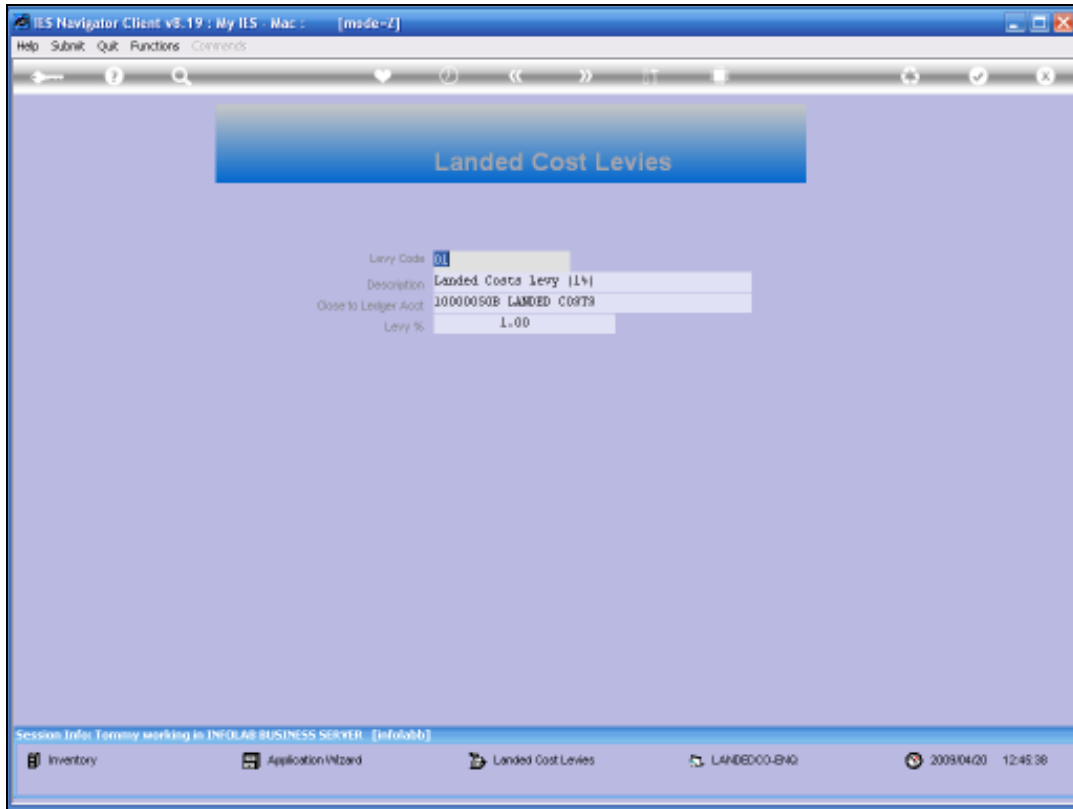 IES Navigator Client v8.19 : My IES - Mac : [mode=Z]
Help Submit Quit Functions Commends
Landed Cost Levies
Levy Code 01
Description Landed Costs levy (1%)
Close to Ledger Acct 10000050B LANDED COSTS
Levy % 1.00
Session Info: Tommy working in INFOLAB BUSINESS SERVER [infolabb]
Inventory Application Wizard Landed Cost Levies LANDEDCO-ENQ 2009/04/20 12:45:38